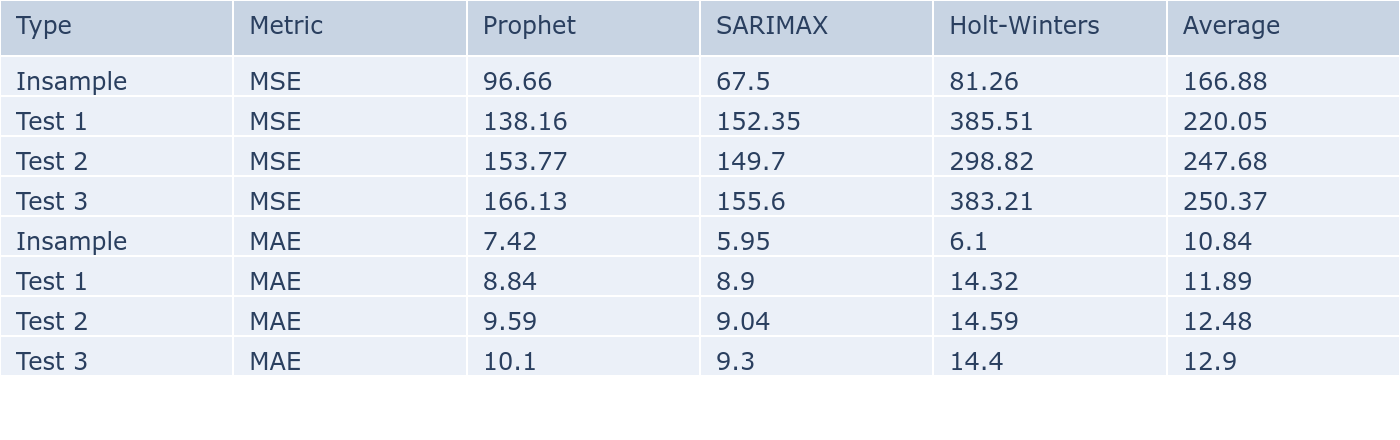 Type Metric Prophet SARIMAX Holt-Winters Average
Insample MSE 96.66 67.5 81.26 166.88
Test 1 MSE 138.16 152.35 385.51 220.05
Test 2 MSE 153.77 149.7 298.82 247.68
Test 3 MSE 166.13 155.6 383.21 250.37
Insample MAE 7.42 5.95 6.1 10.84
Test 1 MAE 8.84 8.9 14.32 11.89
Test 2 MAE 9.59 9.04 14.59 12.48
Test 3 MAE 10.1 9.3 14.4 12.9